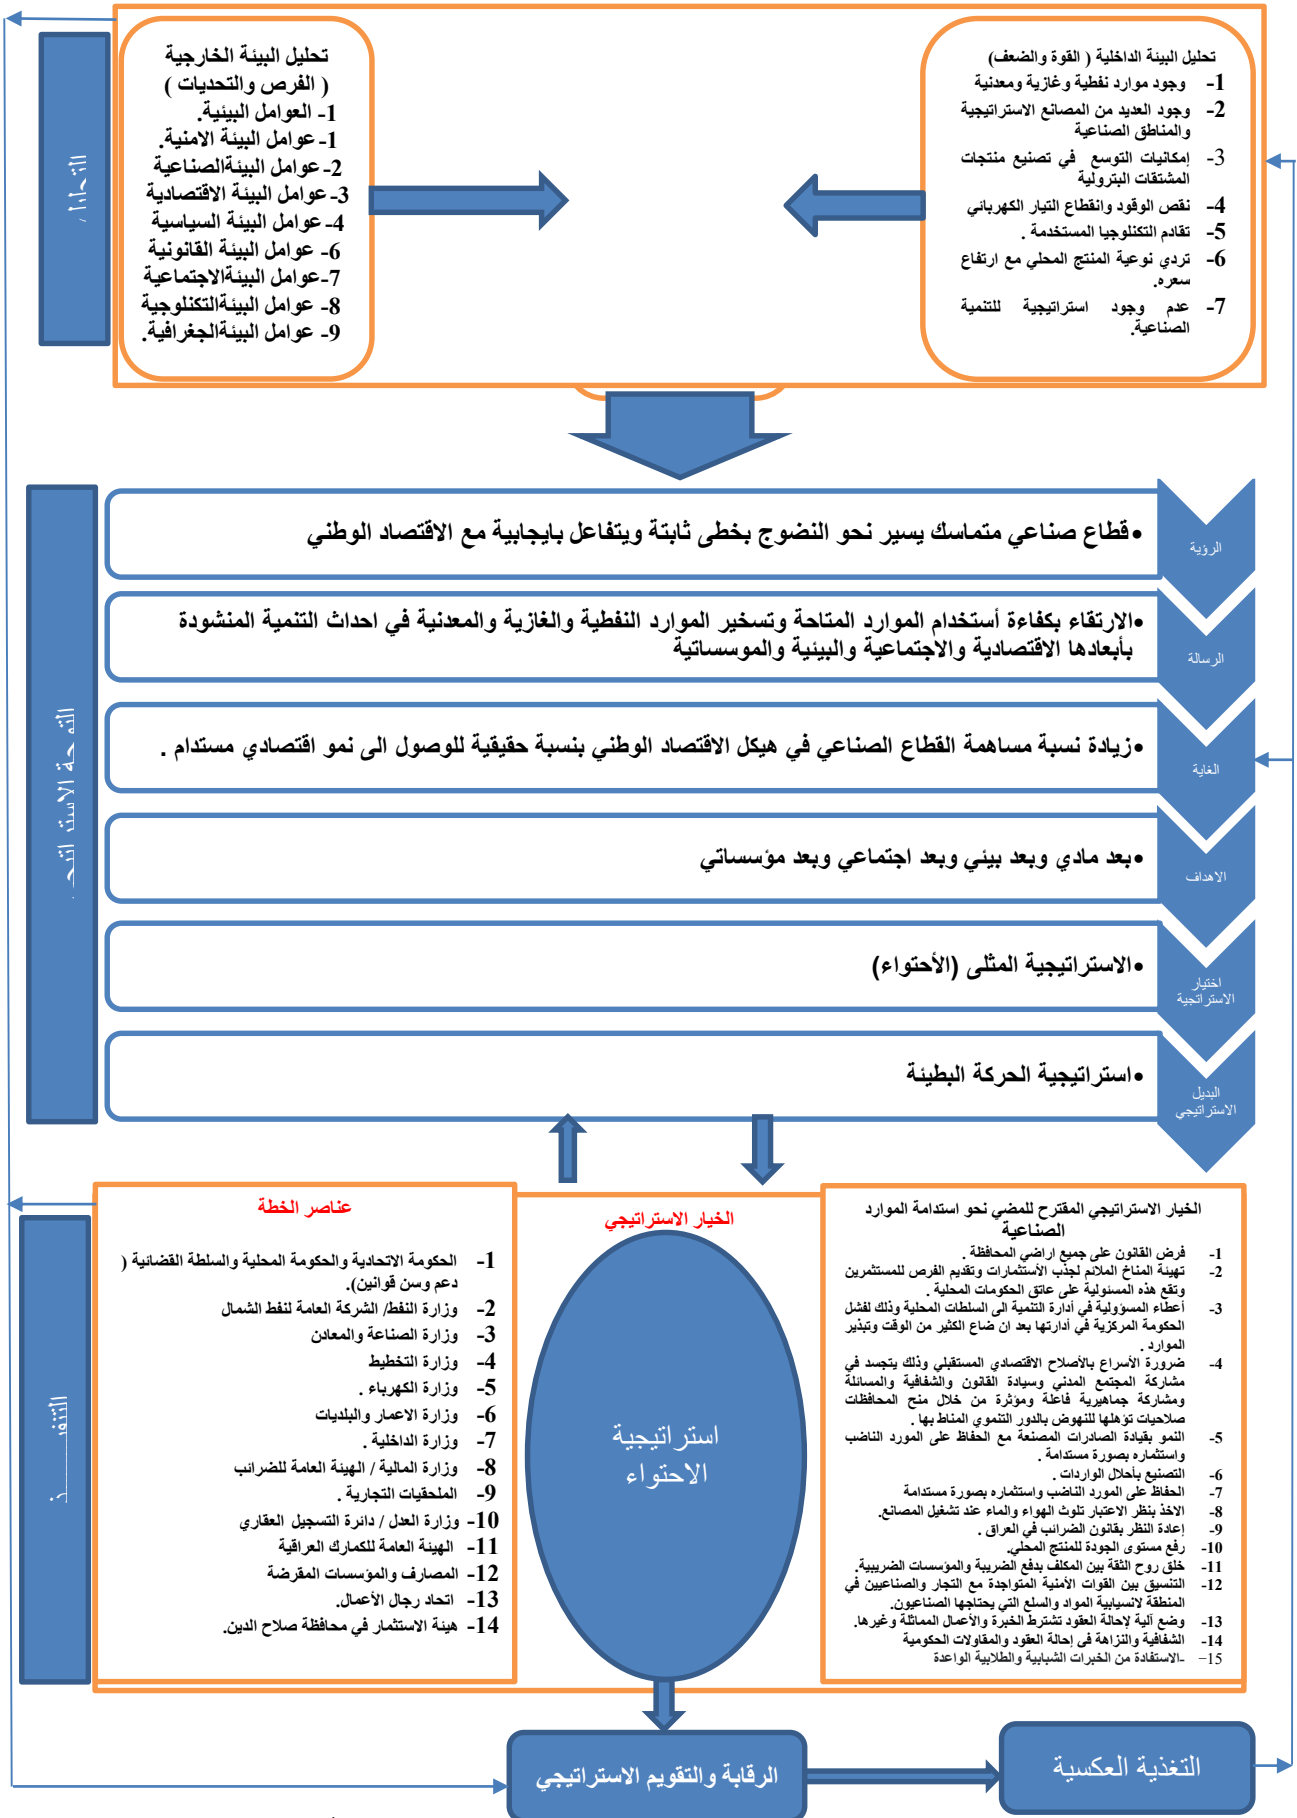 تحليل البيئة الداخلية ( القوة والضعف)
1- وجود موارد نفطية وغازية ومعدنية
2- وجود العديد من المصانع الاستراتيجية
والمناطق الصناعية
3- إمكانيات التوسع في تصنيع منتجات
المشتقات البترولية
4- نقص الوقود وانقطاع التيار الكهربائي
5- تقادم التكنلوجيا المستخدمة .
6- تردي نوعية المنتج المحلي مع ارتفاع
سعره.
7- عدم وجود استراتيجية للتنمية
الصناعية.
تحليل البيئة الخارجية
( الفرص والتحديات )
1- العوامل البيئية.
1- عوامل البيئة الامنية.
2- عوامل البيئةالصناعية
3- عوامل البيئة الاقتصادية
4- عوامل البيئة السياسية
6- عوامل البيئة القانونية
7-عوامل البيئةالاجتماعية
8- عوامل البيئةالتكنلوجية
9- عوامل البيئةالجغرافية.
الرؤية
•قطاع صناعي متماسك يسير نحو النضوج بخطى ثابتة ويتفاعل بايجابية مع الاقتصاد الوطني
الرسالة
•الارتقاء بكفاءة أستخدام الموارد المتاحة وتسخير الموارد النفطية والغازية والمعدنية في احداث التنمية المنشودة
بأبعادها الاقتصادية والاجتماعية والبيئية والموسساتية
الغاية
•زيادة نسبة مساهمة القطاع الصناعي في هيكل الاقتصاد الوطني بنسبة حقيقية للوصول الى نمو اقتصادي مستدام .
الاهداف
•بعد مادي وبعد بيئي وبعد اجتماعي وبعد مؤسساتي
اختيار
الاستراتجية
•الاستراتيجية المثلى (الأحتواء)
البديل
الاستراتيجي
•استراتيجية الحركة البطيئة
الخيار الاستراتيجي المقترح للمضي نحو استدامة الموارد
الصناعية
1- فرض القانون على جميع اراضي المحافظة .
2- تهيئة المناخ الملائم لجذب الأستثمارات وتقديم الفرص للمستثمرين
وتقع هذه المسئولية على عاتق الحكومات المحلية .
3- أعطاء المسؤولية في أدارة التنمية الى السلطات المحلية وذلك لفشل
الحكومة المركزية في أدارتها بعد ان ضاع الكثير من الوقت وتبذير
الموارد .
4- ضرورة الأسراع بالأصلاح الاقتصادي المستقبلي وذلك يتجسد في
مشاركة المجتمع المدني وسيادة القانون والشفافية والمسائلة
ومشاركة جماهيرية فاعلة ومؤثرة من خلال منح المحافظات
صلاحيات تؤهلها للنهوض بالدور التنموي المناط بها .
5- النمو بقيادة الصادرات المصنعة مع الحفاظ على المورد الناضب
واستثماره بصورة مستدامة .
6- التصنيع بأحلال الواردات .
7- الحفاظ على المورد الناضب واستثماره بصورة مستدامة
8- الاخذ بنظر الاعتبار تلوث الهواء والماء عند تشغيل المصانع.
9- إعادة النظر بقانون الضرائب في العراق .
10- رفع مستوى الجودة للمنتج المحلي.
11- خلق روح الثقة بين المكلف بدفع الضريبة والمؤسسات الضريبية.
12- التنسيق بين القوات الأمنية المتواجدة مع التجار والصناعيين في
المنطقة لانسيابية المواد والسلع التي يحتاجها الصناعيون.
13- وضع آلية لإحالة العقود تشترط الخبرة والأعمال المماثلة وغيرها.
14- الشفافية والنزاهة في إحالة العقود والمقاولات الحكومية
15- -الاستفادة من الخبرات الشبابية والطلابية الواعدة
الخيار الاستراتيجي
استراتيجية
الاحتواء
عناصر الخطة
1- الحكومة الاتحادية والحكومة المحلية والسلطة القضائية (
دعم وسن قوانين).
2- وزارة النفط/ الشركة العامة لنفط الشمال
3- وزارة الصناعة والمعادن
4- وزارة التخطيط
5- وزارة الكهرباء .
6- وزارة الاعمار والبلديات
7- وزارة الداخلية .
8- وزارة المالية / الهيئة العامة للضرائب
9- الملحقيات التجارية .
10- وزارة العدل / دائرة التسجيل العقاري
11- الهيئة العامة للكمارك العراقية
12- المصارف والمؤسسات المقرضة
13- اتحاد رجال الأعمال.
14- هيئة الاستثمار في محافظة صلاح الدين.
الرقابة والتقويم الاستراتيجي
التغذية العكسية